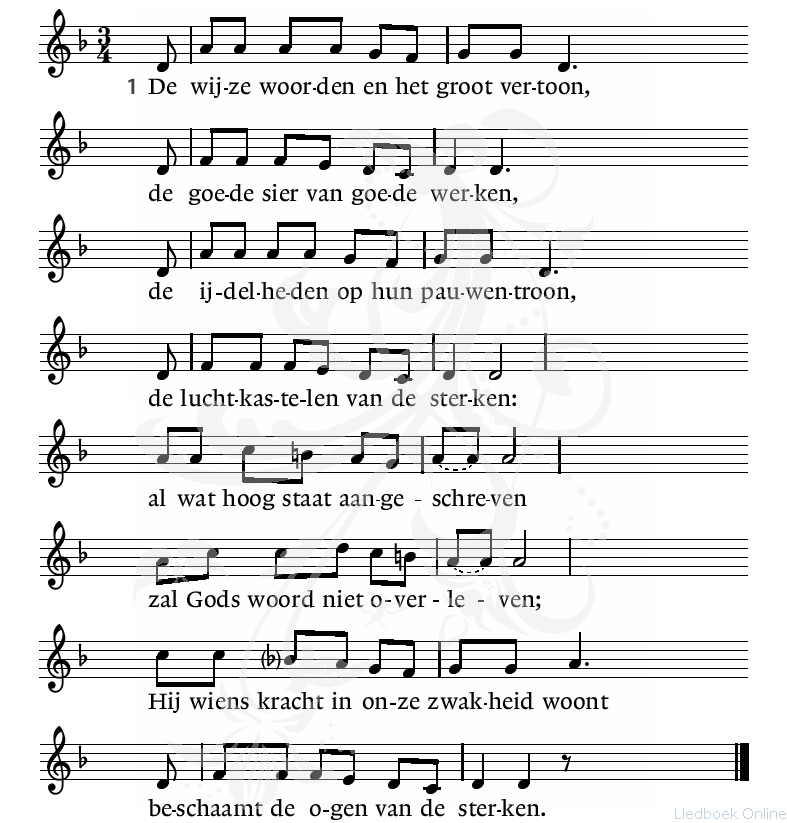 3
4
1 De wij-ze woor-den en het groot ver-toon,
de goe-de sier van goe-de wer-ken,
de ij-del-he-den op hun pau-wen-troon,
de lucht-kas-te-len van de ster-ken:
al wat hoog staat aan-ge - schre-ven
zal Gods woord niet o-ver - le - ven;
Hij wiens kracht in on-ze zwak-heid woont
be-schaamt de o-gen van de ster-ken.
Liedboek Online